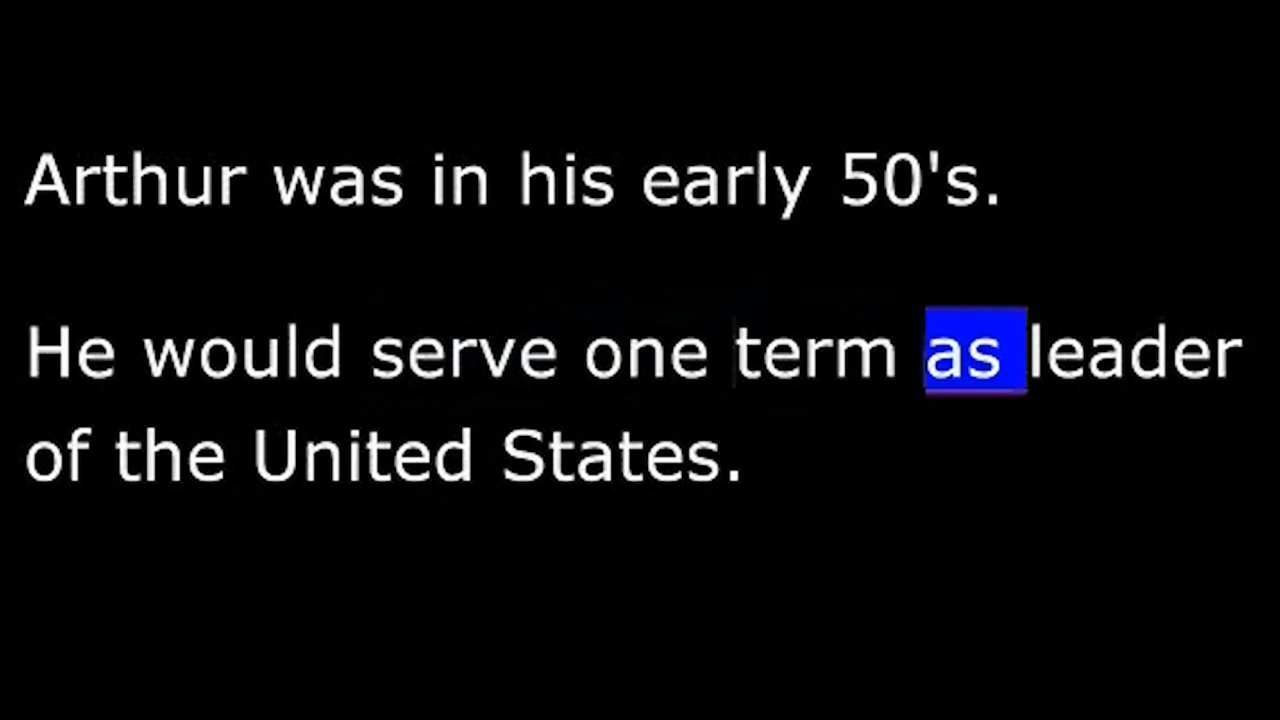 Arthur was in his early 50's.
He would serve one term as leader
of the United States.